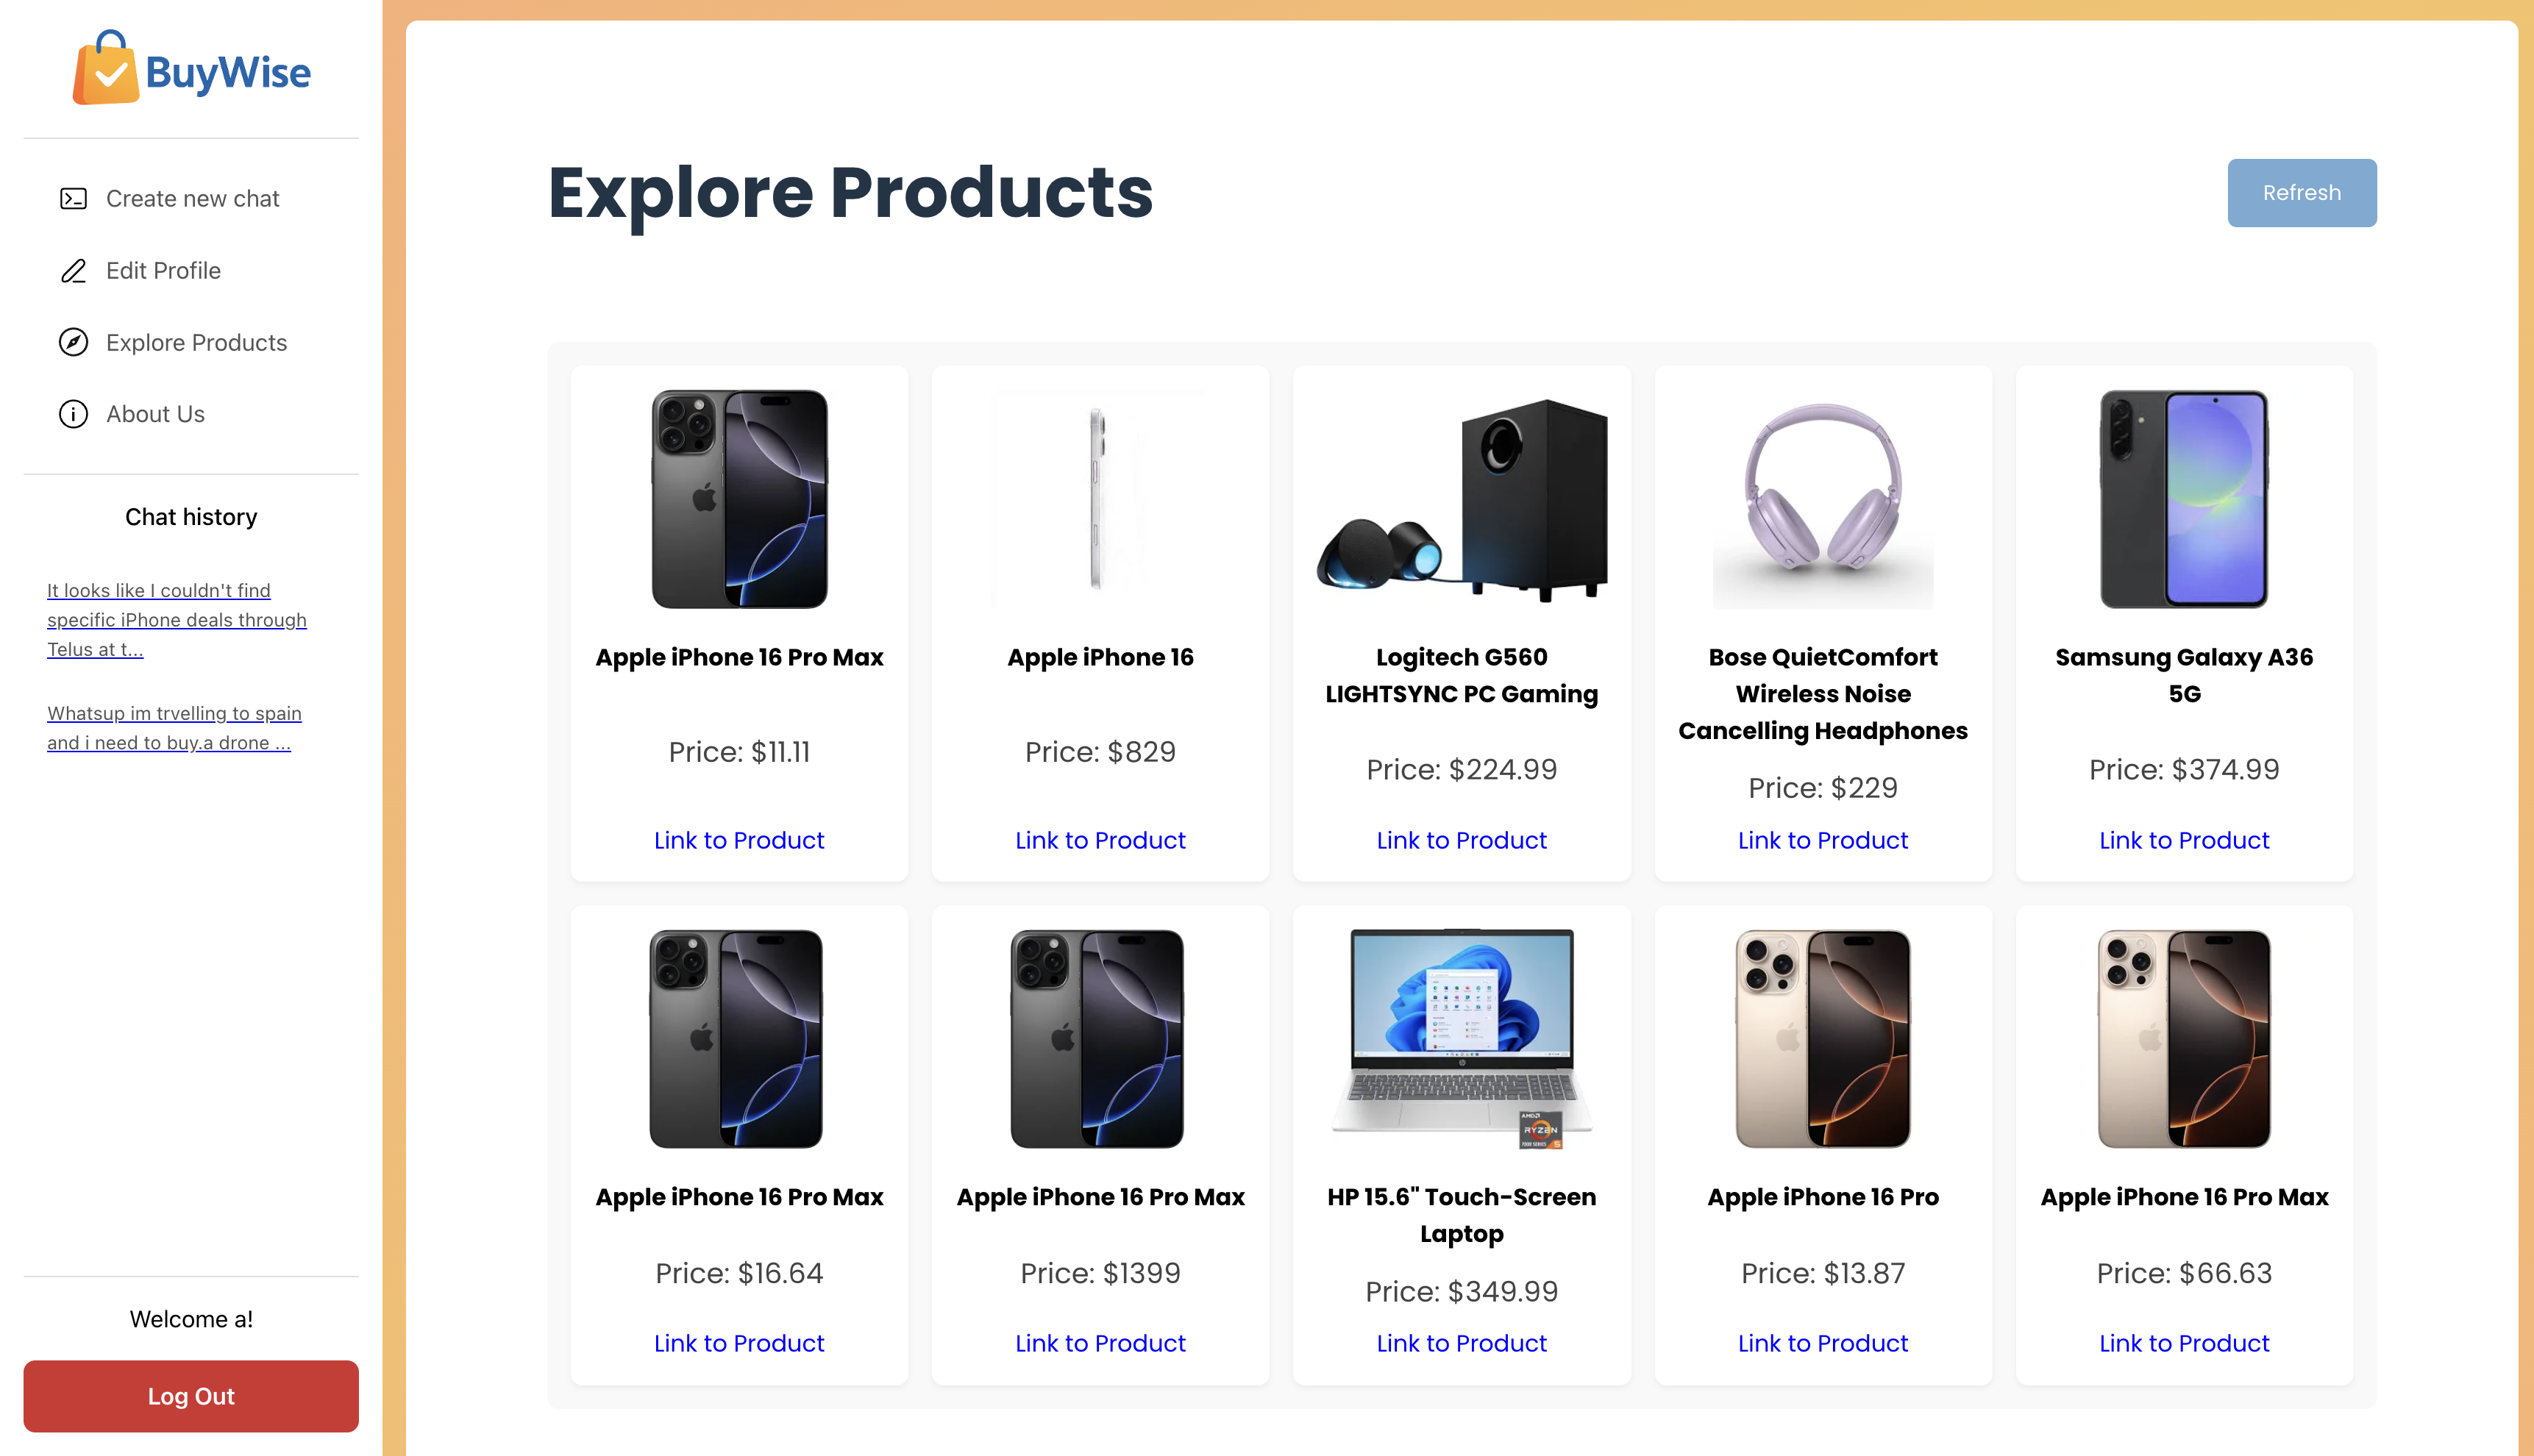 BuyWise
Create new chat
Edit Profile
Explore Products
About Us
Chat history
It looks like I couldn't find
specific iPhone deals through
Telus at t...
Whatsup im trvelling to spain
and i need to buy.a drone ...
Welcome a!
Log Out
Explore Products
Refresh
Apple iPhone 16 Pro Max
Price: $11.11
Link to Product
Apple iPhone 16
Price: $829
Link to Product
Logitech G560
LIGHTSYNC PC Gaming
Price: $224.99
Link to Product
Bose QuietComfort
Wireless Noise
Cancelling Headphones
Price: $229
Link to Product
Samsung Galaxy A36
5G
Price: $374.99
Link to Product
Apple iPhone 16 Pro Max
Price: $16.64
Link to Product
Apple iPhone 16 Pro Max
Price: $1399
Link to Product
AMD
RYZEN
7000 SERIES 5
HP 15.6" Touch-Screen
Laptop
Price: $349.99
Link to Product
Apple iPhone 16 Pro
Price: $13.87
Link to Product
Apple iPhone 16 Pro Max
Price: $66.63
Link to Product